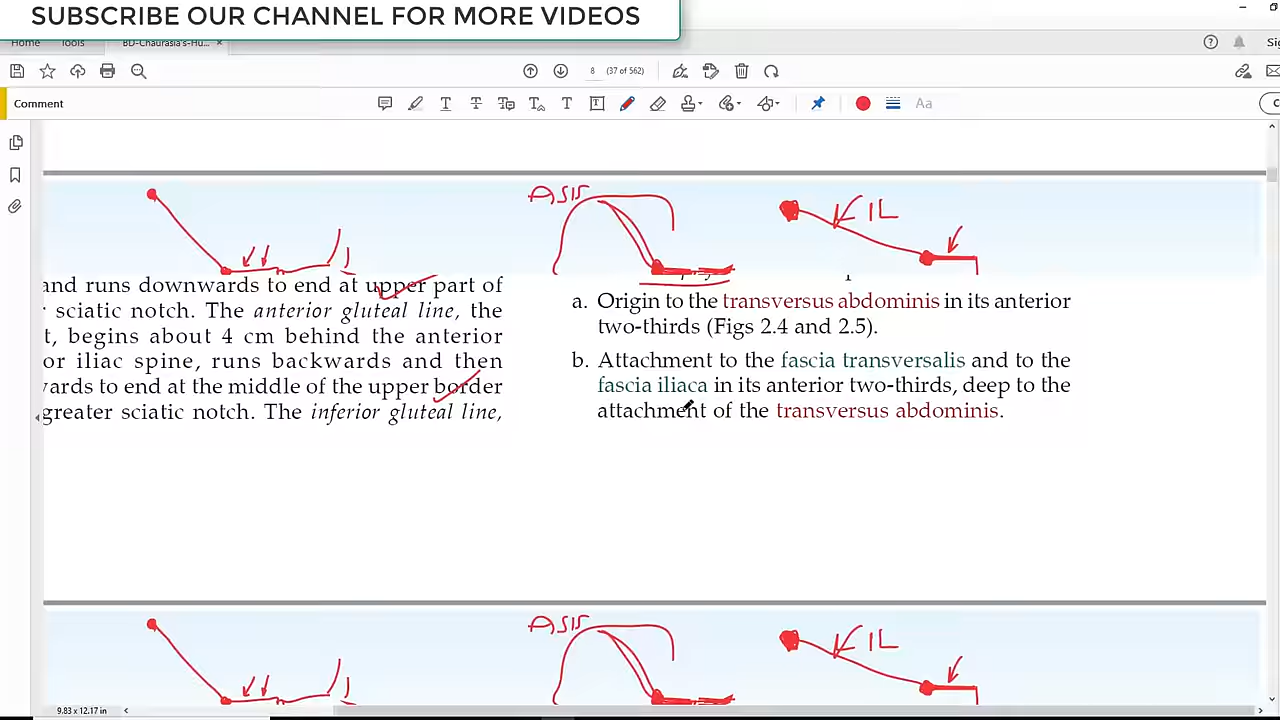 SUBSCRIBE OUR CHANNEL FOR MORE VIDEOS
Home Tools BD-Chaurasia's-Hu...
8 (37 of 562)
Comment
Aa
ASIS
IL
and runs downwards to end at upper part of
sciatic notch. The anterior gluteal line, the
t, begins about 4 cm behind the anterior
or iliac spine, runs backwards and then
vards to end at the middle of the upper border
greater sciatic notch. The inferior gluteal line,
a. Origin to the transversus abdominis in its anterior
two-thirds (Figs 2.4 and 2.5).
b. Attachment to the fascia transversalis and to the
fascia iliaca in its anterior two-thirds, deep to the
attachment of the transversus abdominis.
ASIS
IL
9.83 x 12.17 in